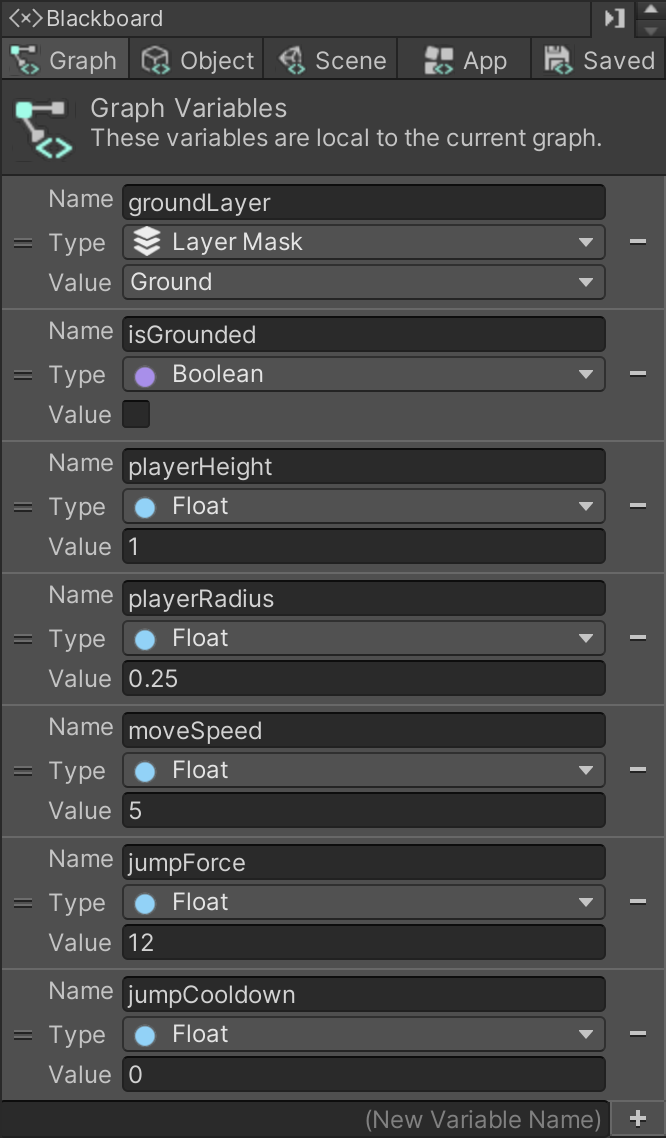 <×> Blackboard
Graph Object Scene App Saved
Graph Variables
These variables are local to the current graph.
Name groundLayer
Type Layer Mask
Value Ground
Name isGrounded
Type Boolean
Value
Name playerHeight
Type Float
Value 1
Name playerRadius
Type Float
Value 0.25
Name moveSpeed
Type Float
Value 5
Name jumpForce
Type Float
Value 12
Name jumpCooldown
Type Float
Value 0
(New Variable Name)